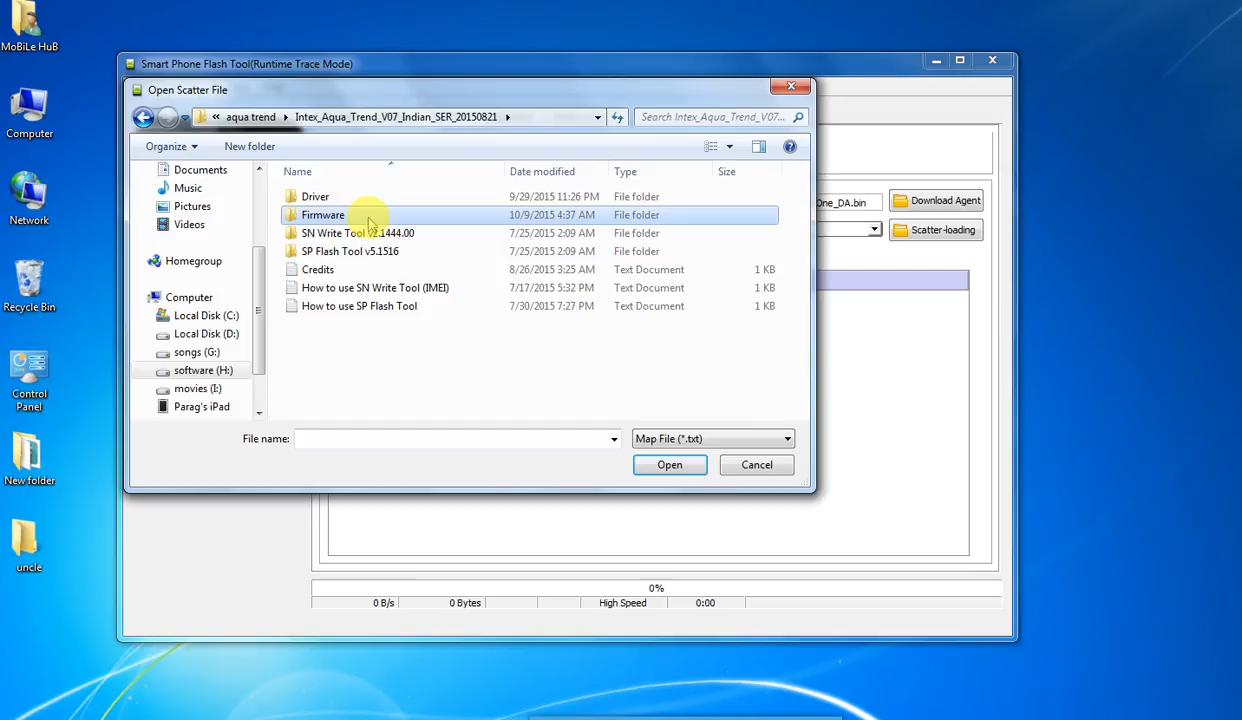 MoBiLe HuB
Computer
Network
Recycle Bin
Control
Panel
New folder
uncle
Smart Phone Flash Tool(Runtime Trace Mode)
Open Scatter File
« aqua trend Intex_Aqua_Trend_V07_Indian_SER_20150821
Search Intex_Aqua_Trend_V07...
Organize New folder
Documents
Music
Pictures
Videos
Homegroup
Computer
Local Disk (C:)
Local Disk (D:)
songs (G:)
software (H:)
movies (I:)
Parag's iPad
Name Date modified Type Size
Driver 9/29/2015 11:26 PM File folder
Firmware 10/9/2015 4:37 AM File folder
SN Write Tool v2.1444.00 7/25/2015 2:09 AM File folder
SP Flash Tool v5.1516 7/25/2015 2:09 AM File folder
Credits 8/26/2015 3:25 AM Text Document 1 KB
How to use SN Write Tool (IMEI) 7/17/2015 5:32 PM Text Document 1 KB
How to use SP Flash Tool 7/30/2015 7:27 PM Text Document 1 KB
File name: Map File (*.txt)
Open Cancel
One_DA.bin Download Agent
Scatter-loading
0%
0 B/s 0 Bytes High Speed 0:00